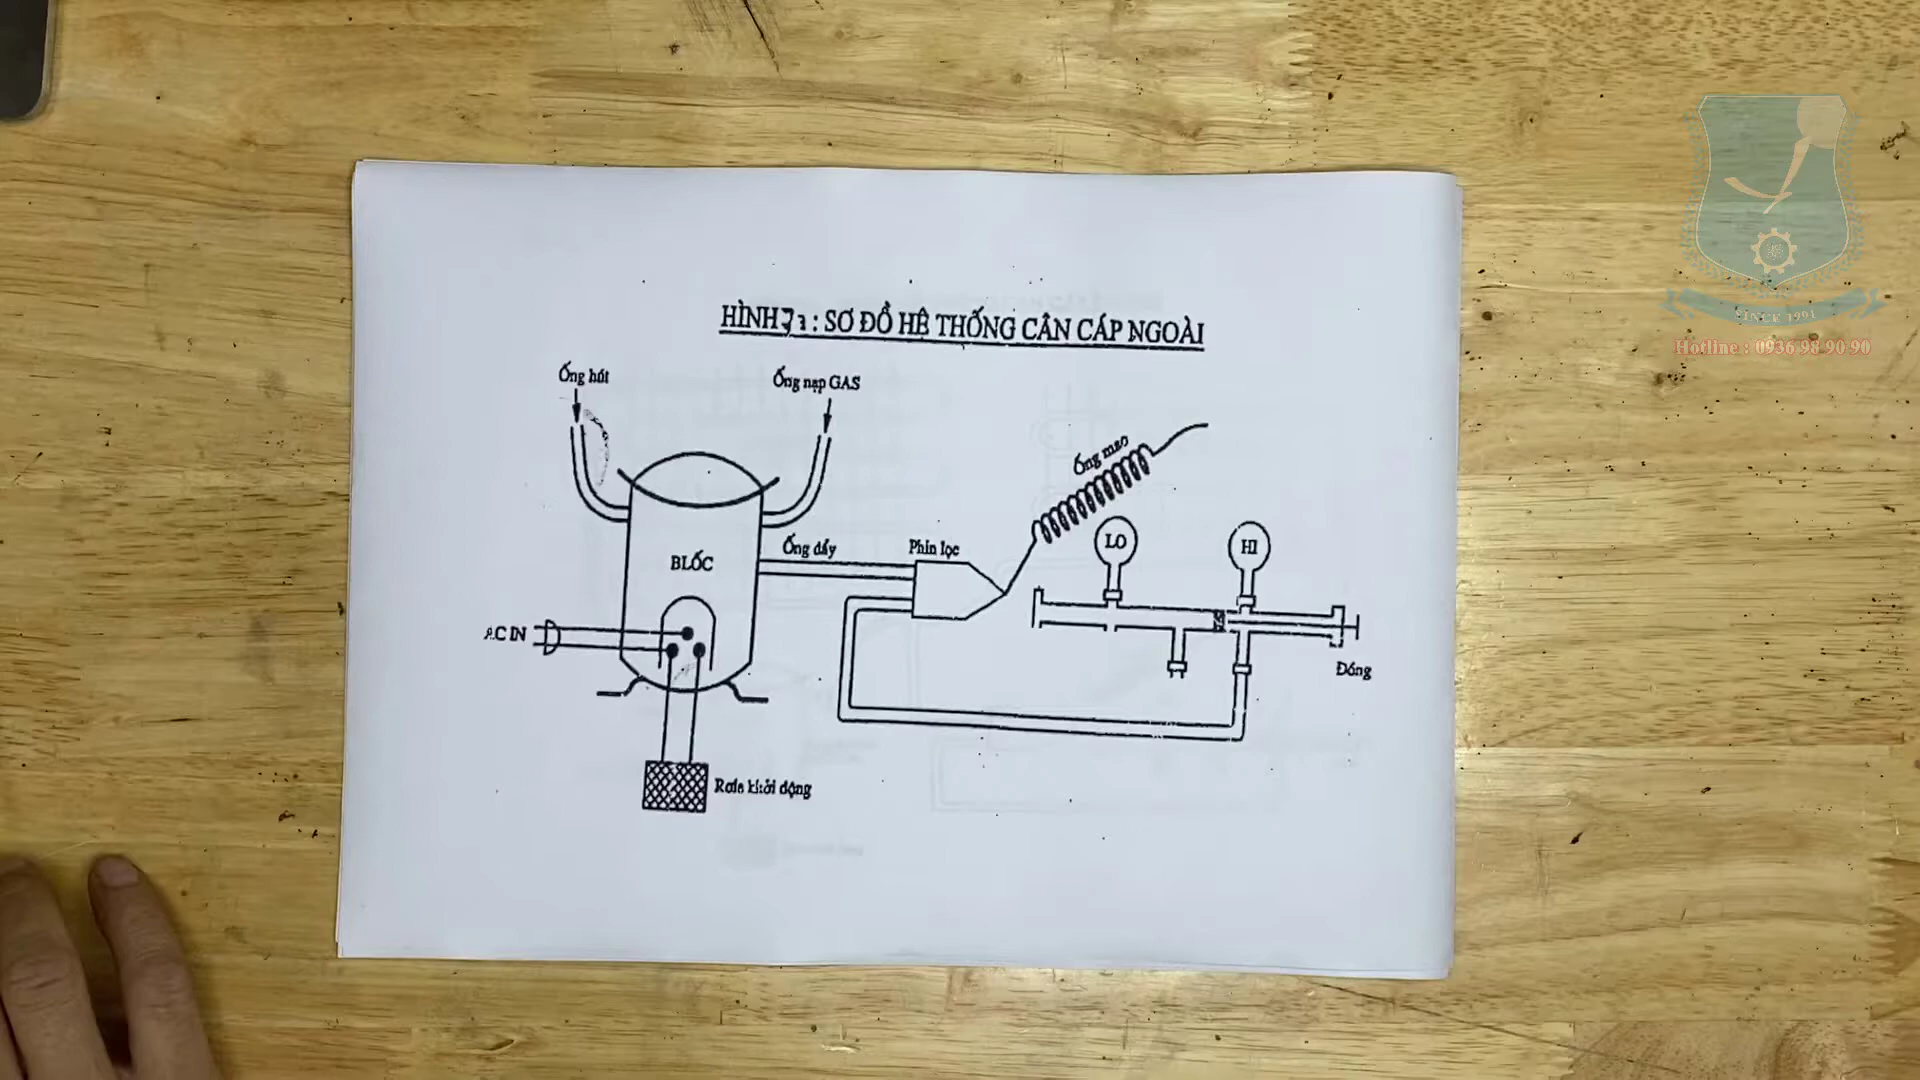 HÌNH : SƠ ĐỒ HỆ THỐNG CÂN CÁP NGOÀI
Ống hút
Ống nạp GAS
Ống mao
LO
HI
Ống đẩy
Phin lọc
BLỐC
AC IN
Đóng
Rơle khởi động
SINCE 1991
Hotline : 0936 98 90 90